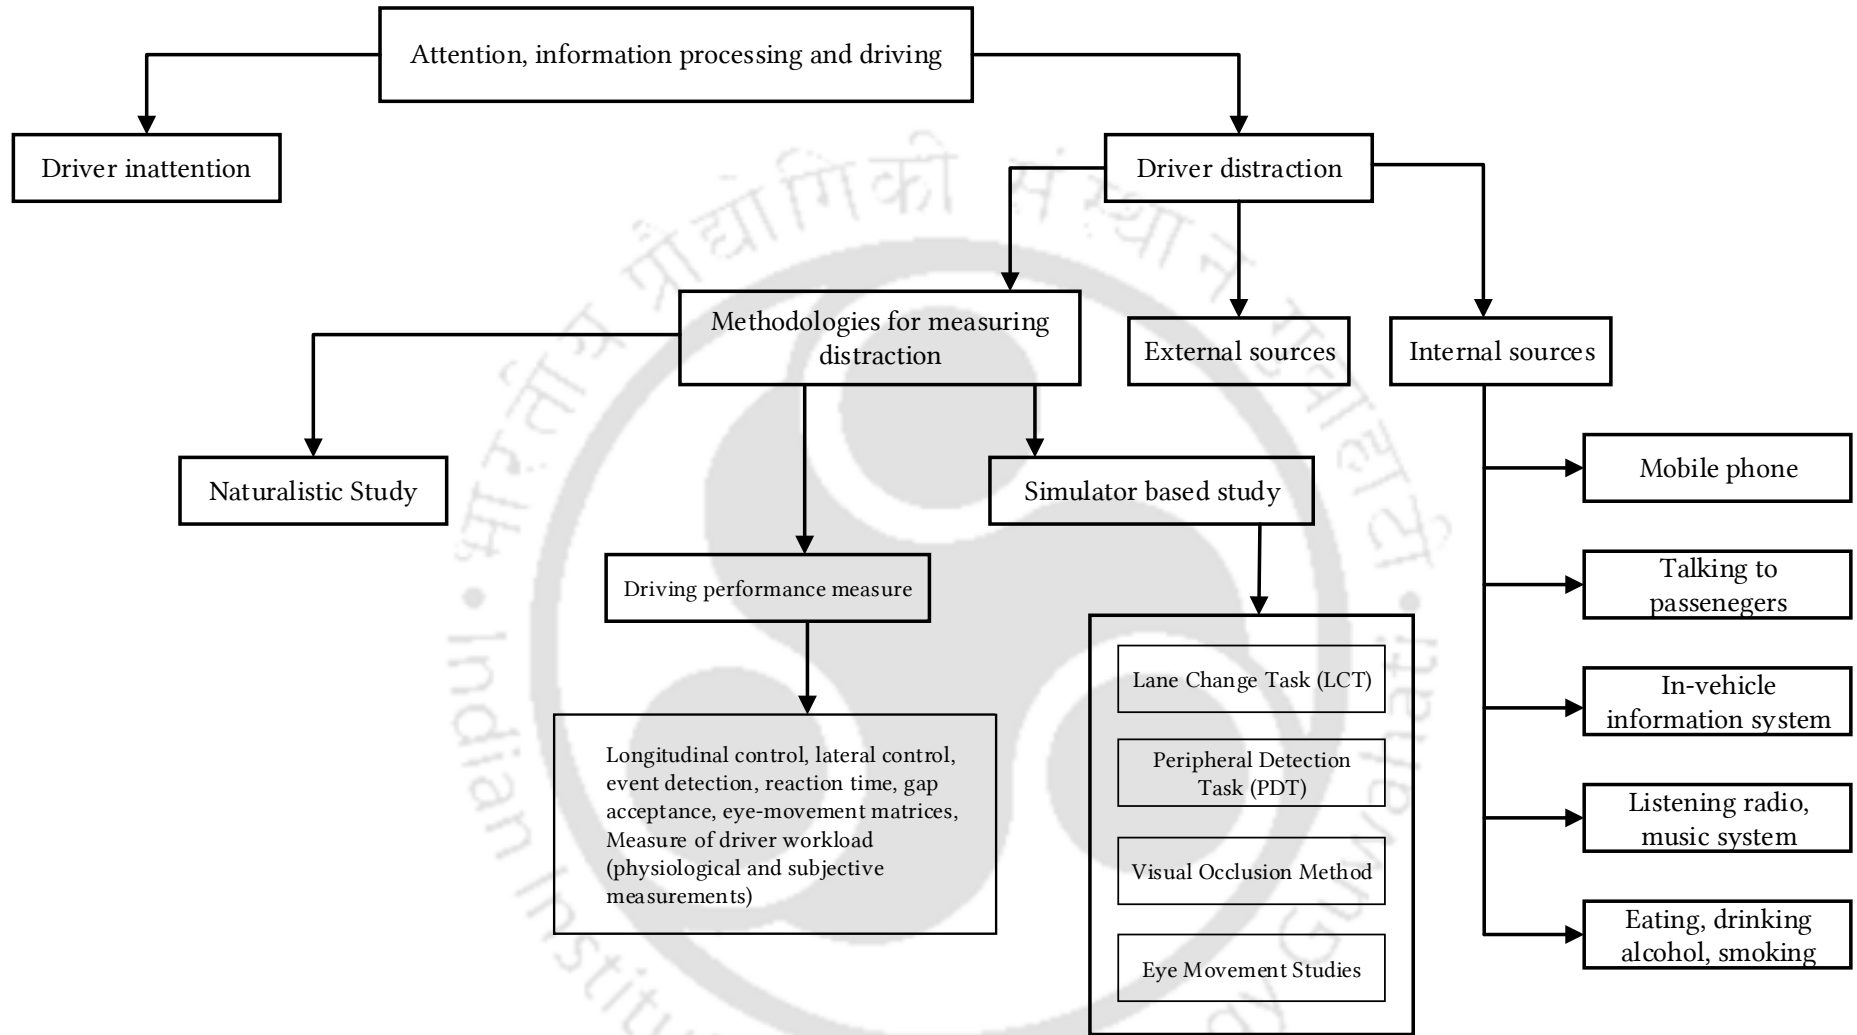 Attention, information processing and driving
Driver inattention
Driver distraction
Methodologies for measuring
distraction
External sources
Internal sources
Naturalistic Study
Simulator based study
Mobile phone
Driving performance measure
Talking to
passenegers
Lane Change Task (LCT)
In-vehicle
information system
Longitudinal control, lateral control,
event detection, reaction time, gap
acceptance, eye-movement matrices,
Measure of driver workload
(physiological and subjective
measurements)
Peripheral Detection
Task (PDT)
Listening radio,
music system
Visual Occlusion Method
Eating, drinking
alcohol, smoking
Eye Movement Studies
भारतीय प्रौद्योगिकी संस्थान गुवाहाटी
Indian
Guwahati